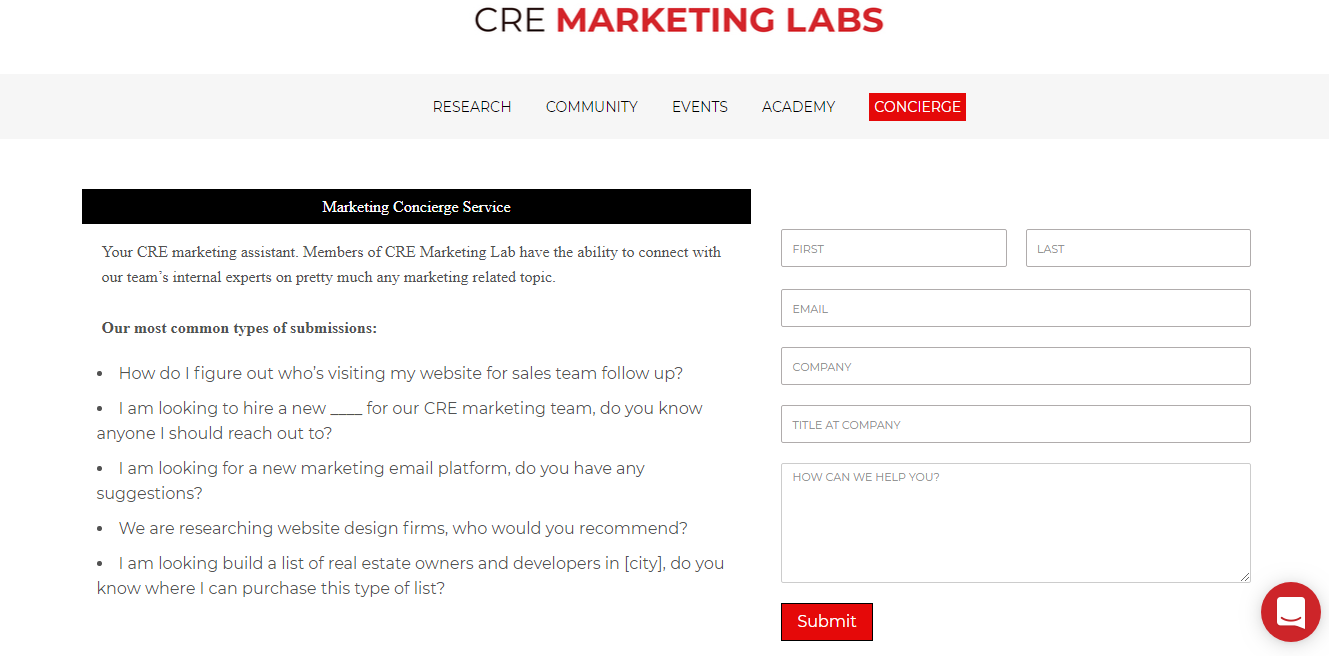 CRE MARKETING LABS
RESEARCH COMMUNITY EVENTS ACADEMY CONCIERGE
Marketing Concierge Service
Your CRE marketing assistant. Members of CRE Marketing Lab have the ability to connect with
our team’s internal experts on pretty much any marketing related topic.
Our most common types of submissions:
• How do I figure out who’s visiting my website for sales team follow up?
• I am looking to hire a new ____ for our CRE marketing team, do you know
anyone I should reach out to?
• I am looking for a new marketing email platform, do you have any
suggestions?
• We are researching website design firms, who would you recommend?
• I am looking build a list of real estate owners and developers in [city], do you
know where I can purchase this type of list?
FIRST LAST
EMAIL
COMPANY
TITLE AT COMPANY
HOW CAN WE HELP YOU?
Submit